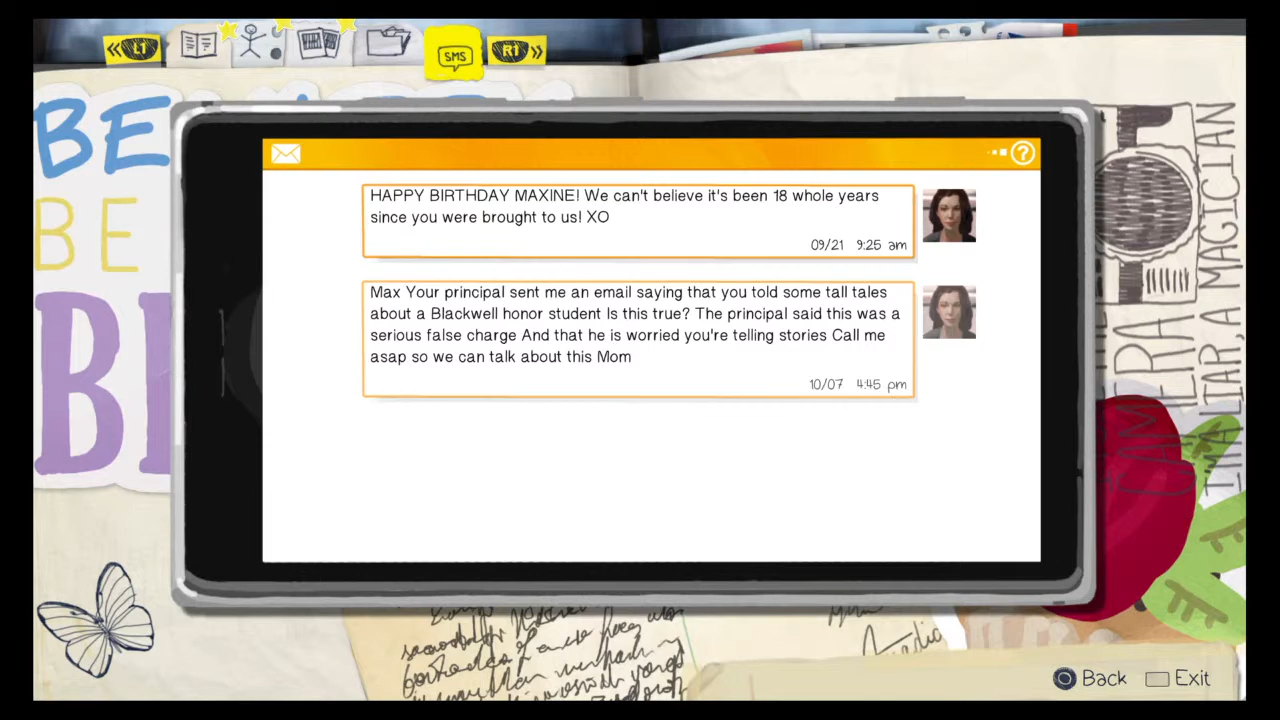 L1
SMS
R1
BE
HAPPY BIRTHDAY MAXINE! We can't believe it's been 18 whole years
since you were brought to us! XO
09/21 9:25 am
Max Your principal sent me an email saying that you told some tall tales
about a Blackwell honor student Is this true? The principal said this was a
serious false charge And that he is worried you're telling stories Call me
asap so we can talk about this Mom
10/07 4:45 pm
?
BE
I'M A LIAR, A MAGICIAN
Back
Exit